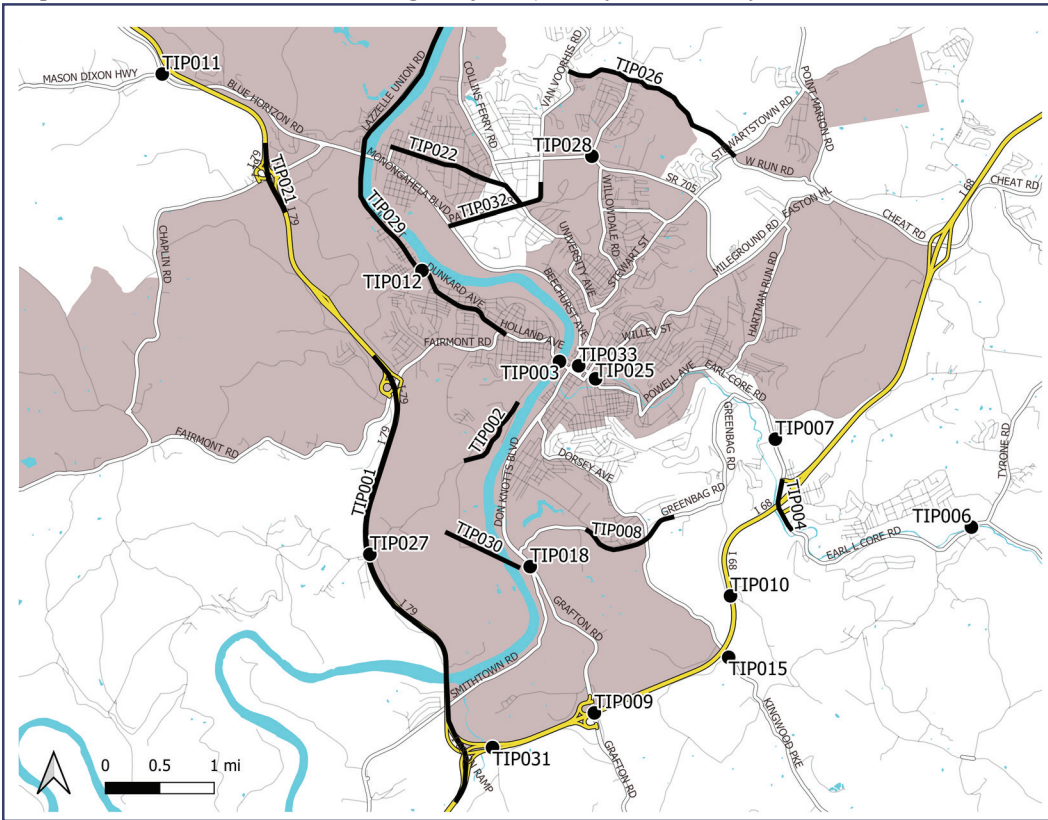 TIP011
MASON DIXON HWY
BLUE HORIZON RD
LAZZELLE UNION RD
COLLINS FERRY RD
VAN VOORHIS RD
TIP026
POINT MARION RD
STEWARTSTOWN RD
TIP028
W RUN RD
SR 705
CHEAT RD
I 68
EASTON HL
CHEAT RD
I 79
TIP021
I 79
MONONGAHELA BLVD
TIP022
TIP032
TIP029
WILLOWDALE RD
UNIVERSITY AVE
STEWART ST
MILEGROUND RD
HARTMAN RUN RD
CHAPLIN RD
TIP012
DUNKARD AVE
BEECHURST AVE
HOLLAND AVE
WILLEY ST
FAIRMONT RD
TIP003
TIP033
TIP025
POWELL AVE
EARL CORE RD
I 79
I 79
FAIRMONT RD
TIP002
GREENBAG RD
TIP007
TYRONE RD
DON KNOTTS BLVD
DORSEY AVE
TIP001
TIP004
GREENBAG RD
I 68
TIP006
EARL L CORE RD
TIP008
TIP030
TIP027
TIP018
I 68
TIP010
I 79
GRAFTON RD
SMITHTOWN RD
TIP015
KINGWOOD PIKE
TIP009
TIP031
RAMP
GRAFTON RD
0 0.5 1 mi